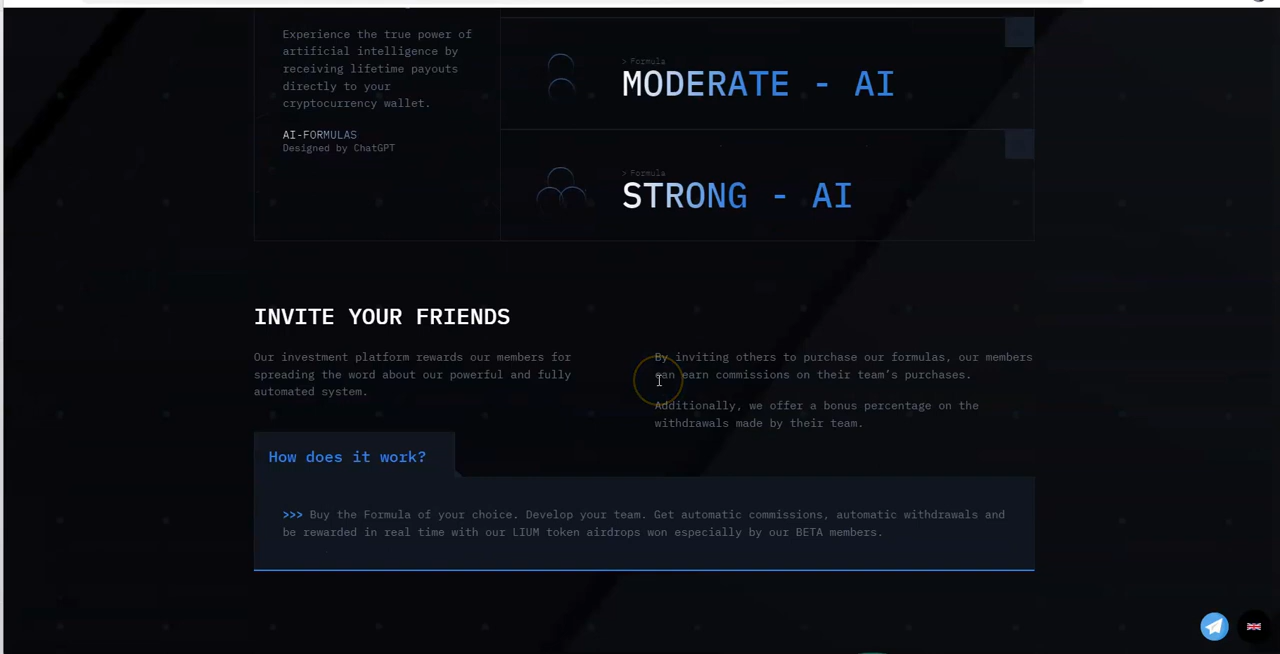 Experience the true power of
artificial intelligence by
receiving lifetime payouts
directly to your
cryptocurrency wallet.
AI-FORMULAS
Designed by ChatGPT
> Formula
MODERATE - AI
> Formula
STRONG - AI
INVITE YOUR FRIENDS
Our investment platform rewards our members for
spreading the word about our powerful and fully
automated system.
By inviting others to purchase our formulas, our members
can earn commissions on their team's purchases.
Additionally, we offer a bonus percentage on the
withdrawals made by their team.
How does it work?
>>> Buy the Formula of your choice. Develop your team. Get automatic commissions, automatic withdrawals and
be rewarded in real time with our LIUM token airdrops won especially by our BETA members.